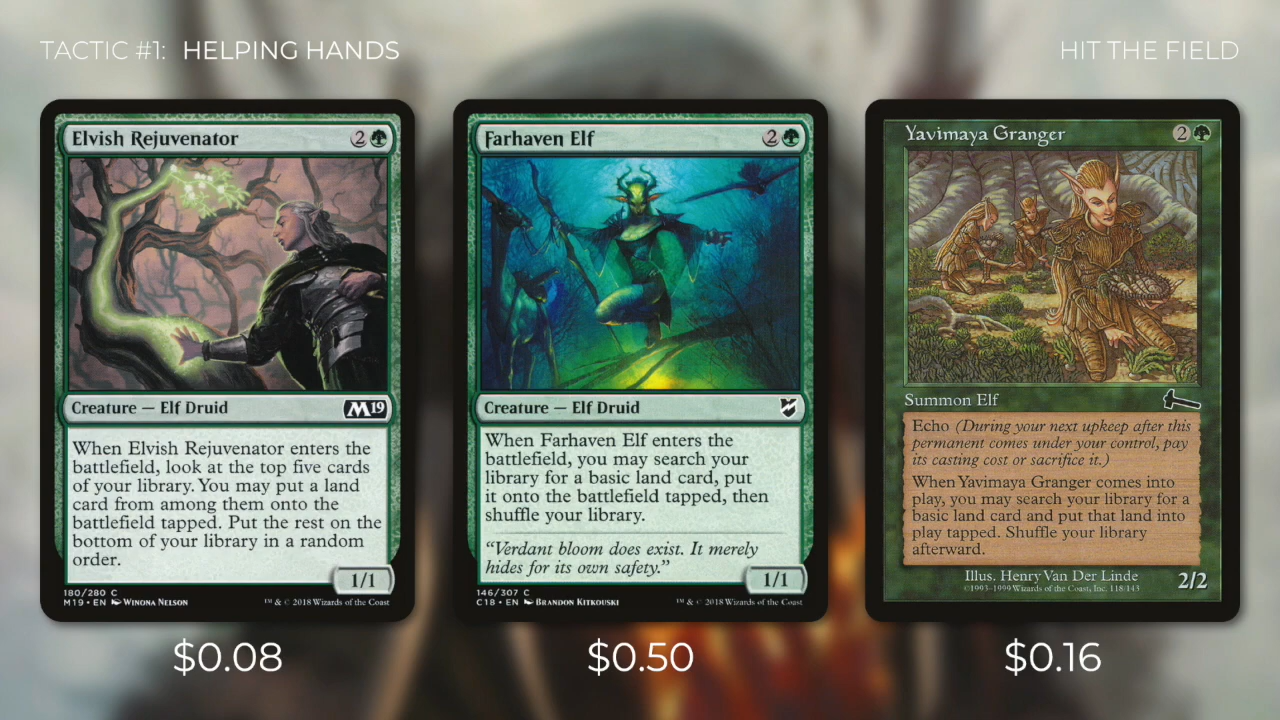 TACTIC #1: HELPING HANDS
HIT THE FIELD
Elvish Rejuvenator
2
Creature — Elf Druid
M19
When Elvish Rejuvenator enters the
battlefield, look at the top five cards
of your library. You may put a land
card from among them onto the
battlefield tapped. Put the rest on the
bottom of your library in a random
order.
1/1
180/280 C
M19 • EN Winona Nelson
™ & © 2018 Wizards of the Coast
$0.08
Farhaven Elf
2
Creature — Elf Druid
When Farhaven Elf enters the
battlefield, you may search your
library for a basic land card, put
it onto the battlefield tapped, then
shuffle your library.
“Verdant bloom does exist. It merely
hides for its own safety.”
1/1
146/307 C
C18 • EN Brandon Kitkouski
™ & © 2018 Wizards of the Coast
$0.50
Yavimaya Granger
2
Summon Elf
Echo (During your next upkeep after this
permanent comes under your control, pay
its casting cost or sacrifice it.)
When Yavimaya Granger comes into
play, you may search your library for a
basic land card and put that land into
play tapped. Shuffle your library
afterward.
Illus. Henry Van Der Linde
©1993-1999 Wizards of the Coast, Inc. 118/143
2/2
$0.16